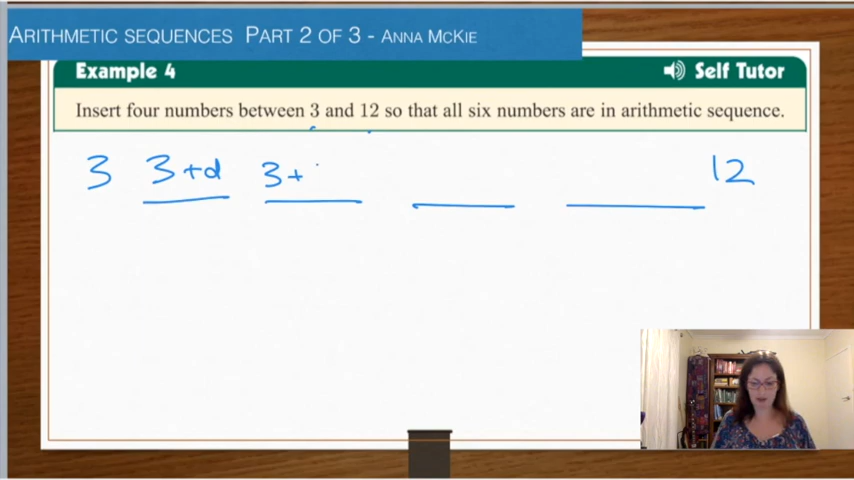 ARITHMETIC SEQUENCES PART 2 OF 3 - ANNA MCKIE
Example 4 Self Tutor
Insert four numbers between 3 and 12 so that all six numbers are in arithmetic sequence.
3 3+d 3+ 12